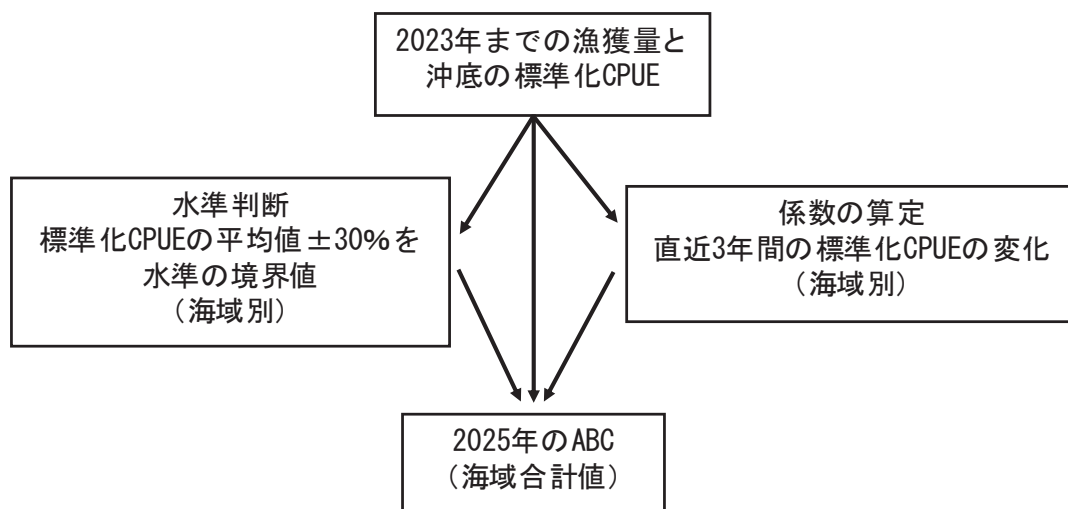 2023年までの漁獲量と
沖底の標準化CPUE
水準判断
標準化CPUEの平均値±30%を
水準の境界値
（海域別）
係数の算定
直近3年間の標準化CPUEの変化
（海域別）
2025年のABC
（海域合計値）